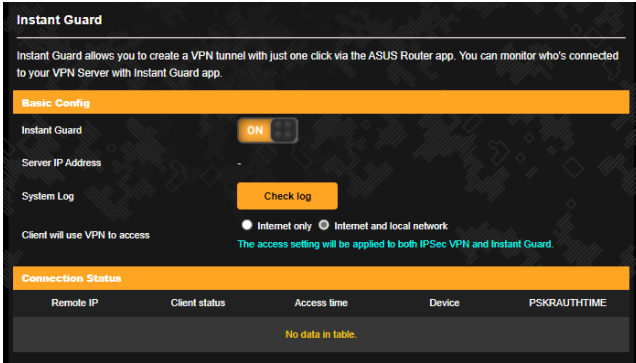 Instant Guard
Instant Guard allows you to create a VPN tunnel with just one click via the ASUS Router app. You can monitor who's connected
to your VPN Server with Instant Guard app.
Basic Config
Instant Guard ON
Server IP Address -
System Log Check log
Client will use VPN to access Internet only Internet and local network
The access setting will be applied to both IPSec VPN and Instant Guard.
Connection Status
Remote IP Client status Access time Device PSKRAUTHTIME
No data in table.